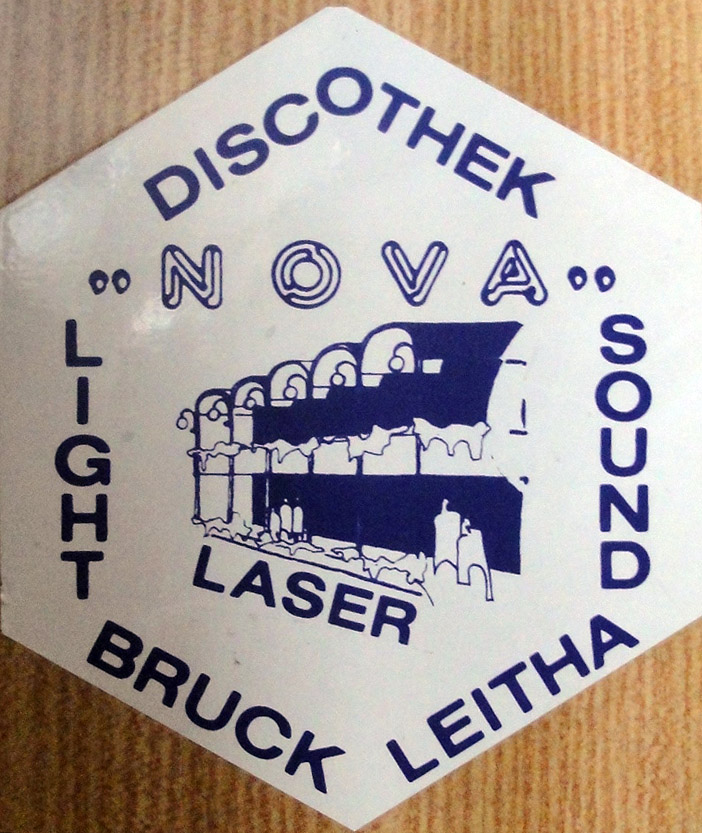 DISCOTHEK
"NOVA"
LIGHT
SOUND
LASER
BRUCK LEITHA